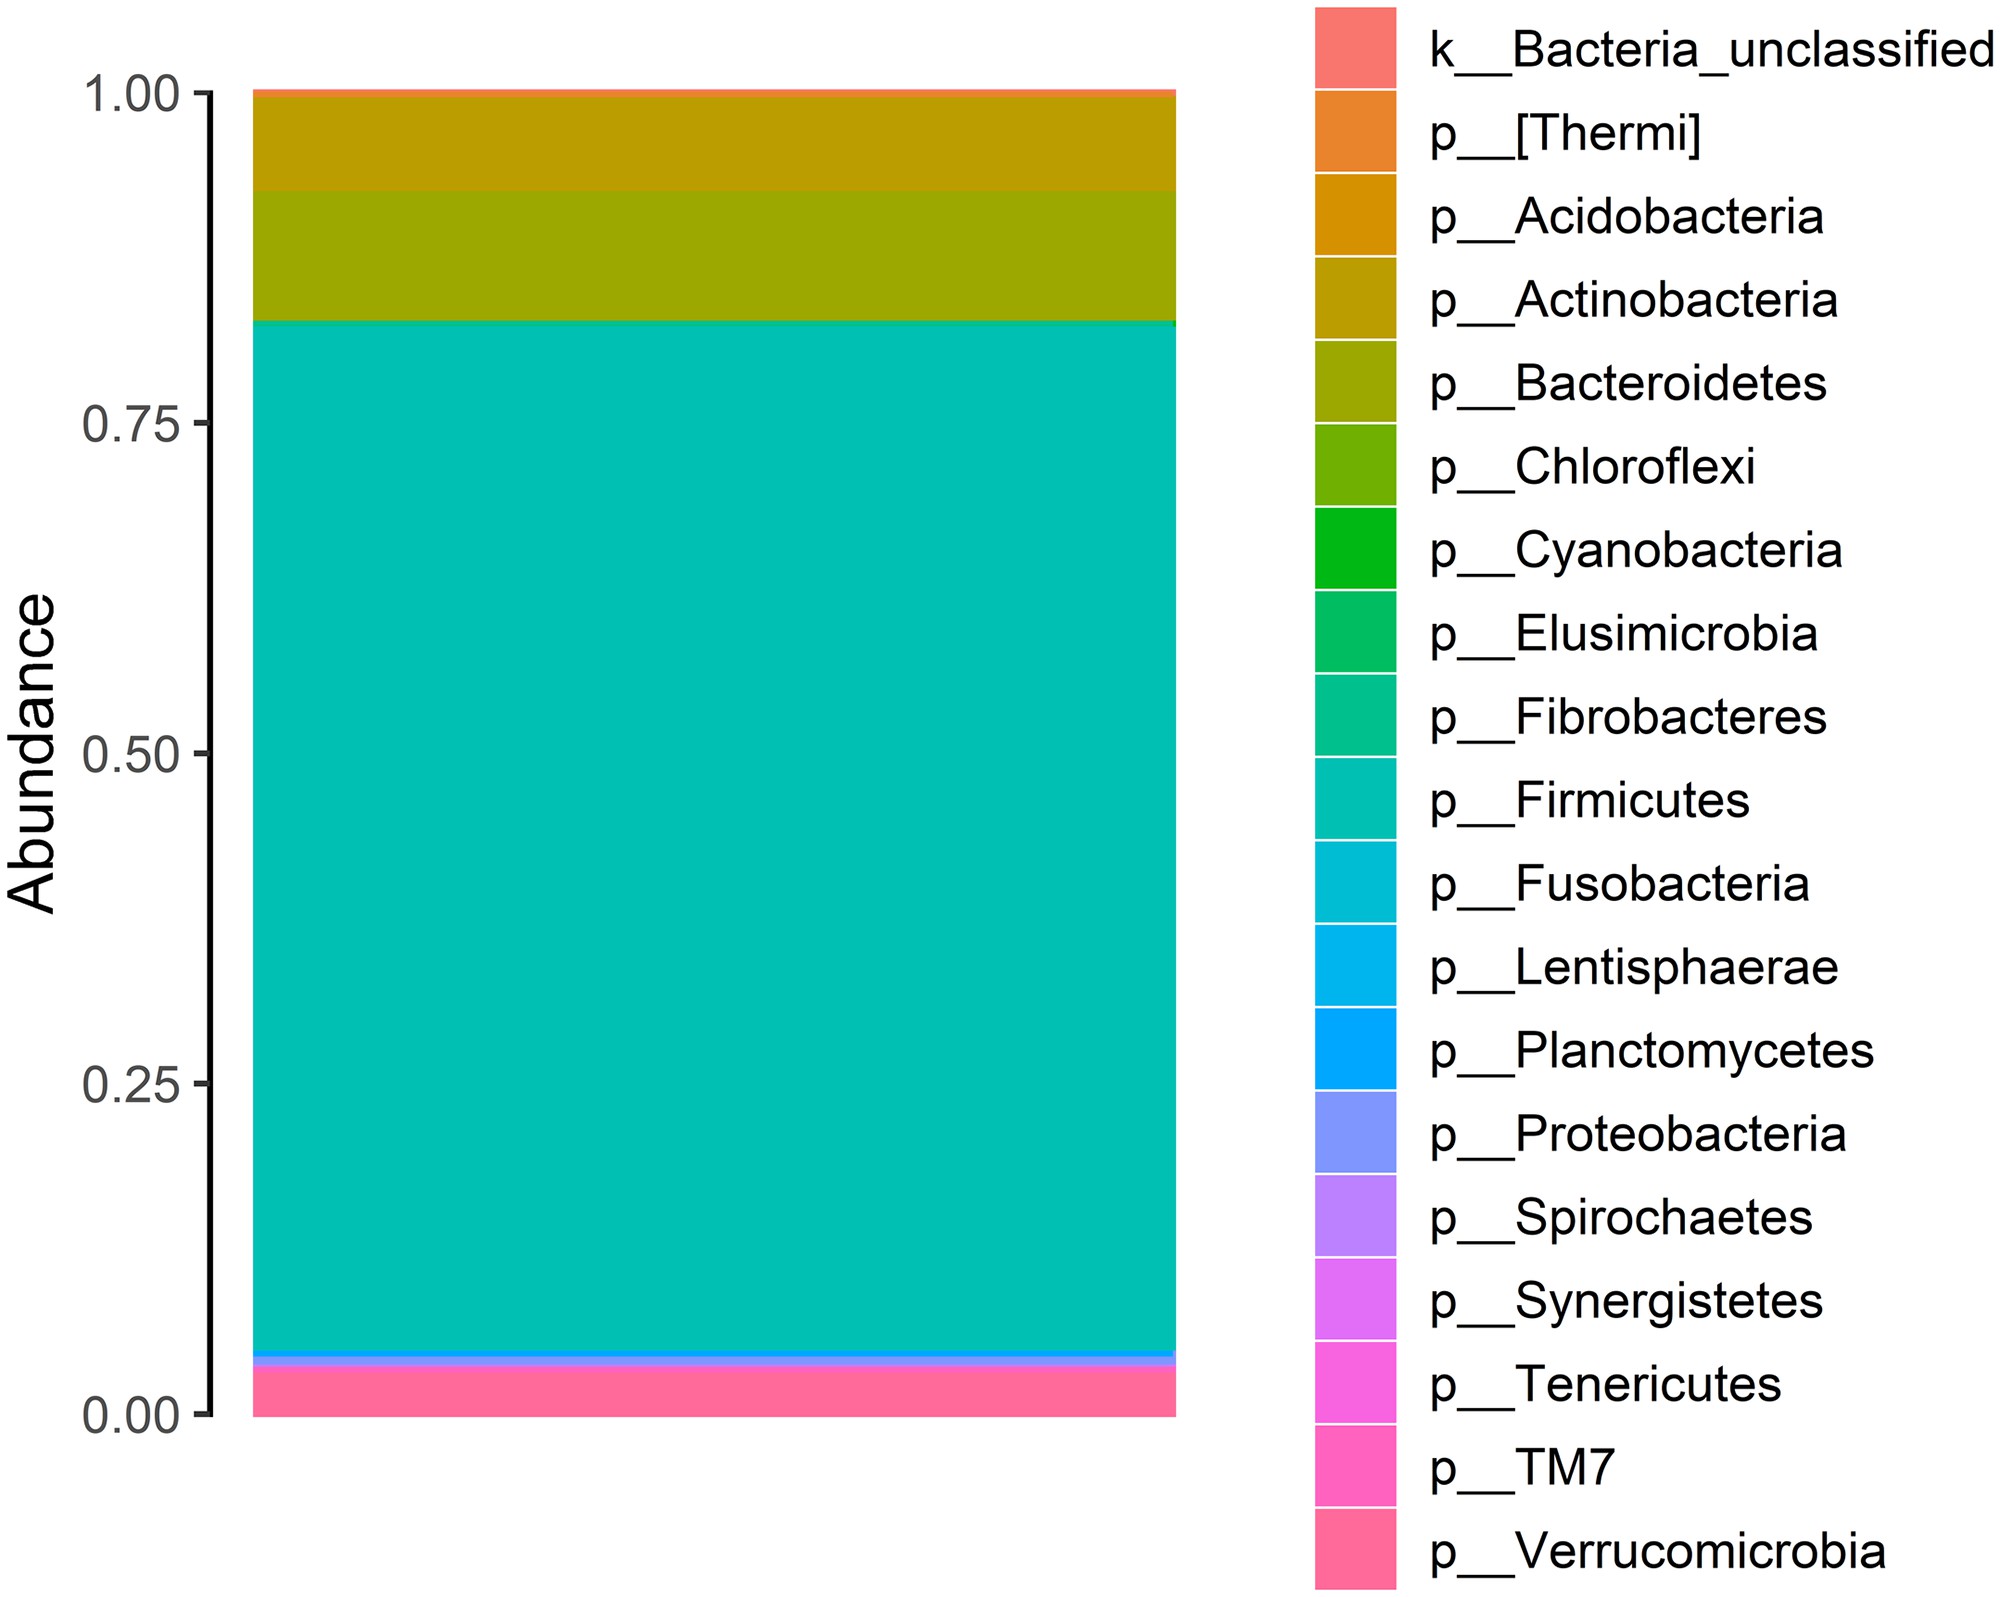 Abundance
1.00
0.75
0.50
0.25
0.00
k__Bacteria_unclassified
p__[Thermi]
p__Acidobacteria
p__Actinobacteria
p__Bacteroidetes
p__Chloroflexi
p__Cyanobacteria
p__Elusimicrobia
p__Fibrobacteres
p__Firmicutes
p__Fusobacteria
p__Lentisphaerae
p__Planctomycetes
p__Proteobacteria
p__Spirochaetes
p__Synergistetes
p__Tenericutes
p__TM7
p__Verrucomicrobia